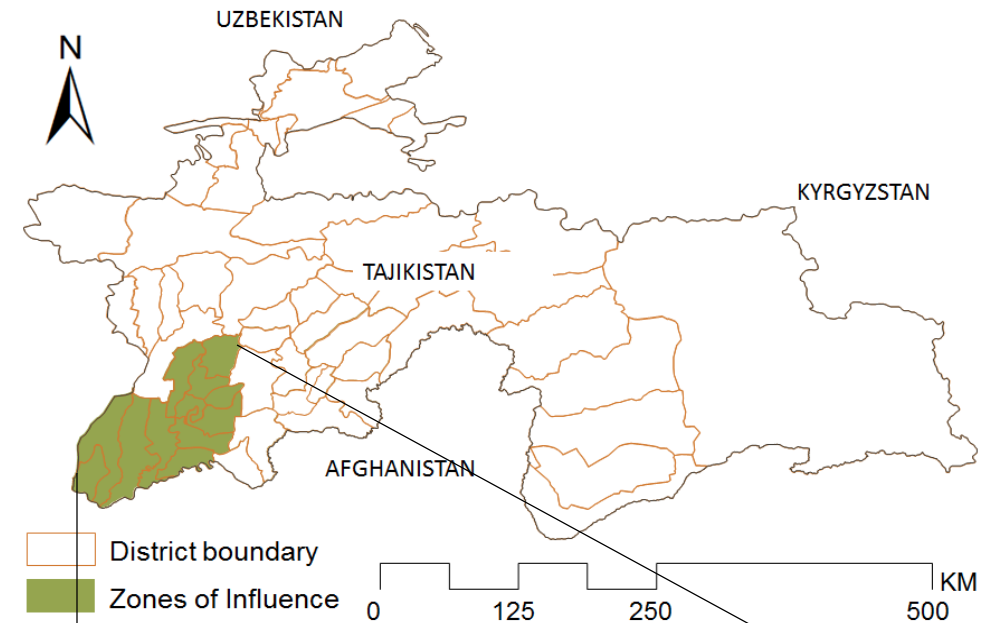 UZBEKISTAN
N
KYRGYZSTAN
TAJIKISTAN
AFGHANISTAN
District boundary
Zones of Influence
KM
0 125 250 500